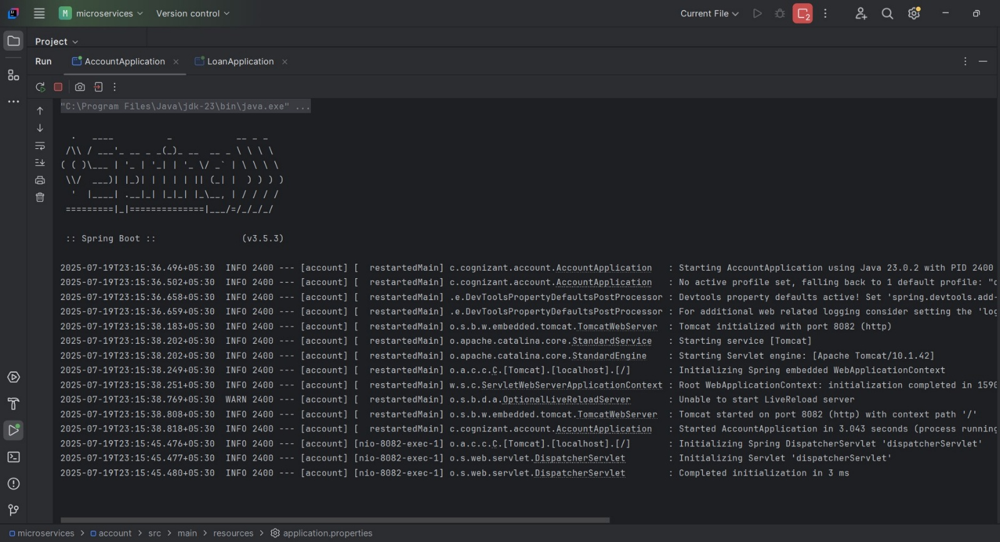 M microservices Version control Current File 2
Project
Run AccountApplication LoanApplication
"C:\Program Files\Java\jdk-23\bin\java.exe" ...
  .   ____          _            __ _ _
 /\\ / ___'_ __ _ _(_)_ __  __ _ \ \ \ \
( ( )\___ | '_ | '_| | '_ \/ _` | \ \ \ \
 \\/  ___)| |_)| | | | | || (_| |  ) ) ) )
  '  |____| .__|_| |_|_| |_\__, | / / / /
 =========|_|==============|___/=/_/_/_/
 :: Spring Boot ::                (v3.5.3)
2025-07-19T23:15:36.496+05:30  INFO 2400 --- [account] [  restartedMain] c.cognizant.account.AccountApplication   : Starting AccountApplication using Java 23.0.2 with PID 2400
2025-07-19T23:15:36.502+05:30  INFO 2400 --- [account] [  restartedMain] c.cognizant.account.AccountApplication   : No active profile set, falling back to 1 default profile: "d
2025-07-19T23:15:36.658+05:30  INFO 2400 --- [account] [  restartedMain] .e.DevToolsPropertyDefaultsPostProcessor : Devtools property defaults active! Set 'spring.devtools.add-
2025-07-19T23:15:36.659+05:30  INFO 2400 --- [account] [  restartedMain] .e.DevToolsPropertyDefaultsPostProcessor : For additional web related logging consider setting the 'log
2025-07-19T23:15:38.183+05:30  INFO 2400 --- [account] [  restartedMain] o.s.b.w.embedded.tomcat.TomcatWebServer  : Tomcat initialized with port 8082 (http)
2025-07-19T23:15:38.202+05:30  INFO 2400 --- [account] [  restartedMain] o.apache.catalina.core.StandardService   : Starting service [Tomcat]
2025-07-19T23:15:38.202+05:30  INFO 2400 --- [account] [  restartedMain] o.apache.catalina.core.StandardEngine    : Starting Servlet engine: [Apache Tomcat/10.1.42]
2025-07-19T23:15:38.249+05:30  INFO 2400 --- [account] [  restartedMain] o.a.c.c.C.[Tomcat].[localhost].[/]       : Initializing Spring embedded WebApplicationContext
2025-07-19T23:15:38.251+05:30  INFO 2400 --- [account] [  restartedMain] w.s.c.ServletWebServerApplicationContext : Root WebApplicationContext: initialization completed in 1590
2025-07-19T23:15:38.769+05:30  WARN 2400 --- [account] [  restartedMain] o.s.b.d.a.OptionalLiveReloadServer       : Unable to start LiveReload server
2025-07-19T23:15:38.808+05:30  INFO 2400 --- [account] [  restartedMain] o.s.b.w.embedded.tomcat.TomcatWebServer  : Tomcat started on port 8082 (http) with context path '/'
2025-07-19T23:15:38.818+05:30  INFO 2400 --- [account] [  restartedMain] c.cognizant.account.AccountApplication   : Started AccountApplication in 3.043 seconds (process running
2025-07-19T23:15:45.476+05:30  INFO 2400 --- [account] [nio-8082-exec-1] o.a.c.c.C.[Tomcat].[localhost].[/]       : Initializing Spring DispatcherServlet 'dispatcherServlet'
2025-07-19T23:15:45.477+05:30  INFO 2400 --- [account] [nio-8082-exec-1] o.s.web.servlet.DispatcherServlet        : Initializing Servlet 'dispatcherServlet'
2025-07-19T23:15:45.480+05:30  INFO 2400 --- [account] [nio-8082-exec-1] o.s.web.servlet.DispatcherServlet        : Completed initialization in 3 ms
microservices > account > src > main > resources > application.properties